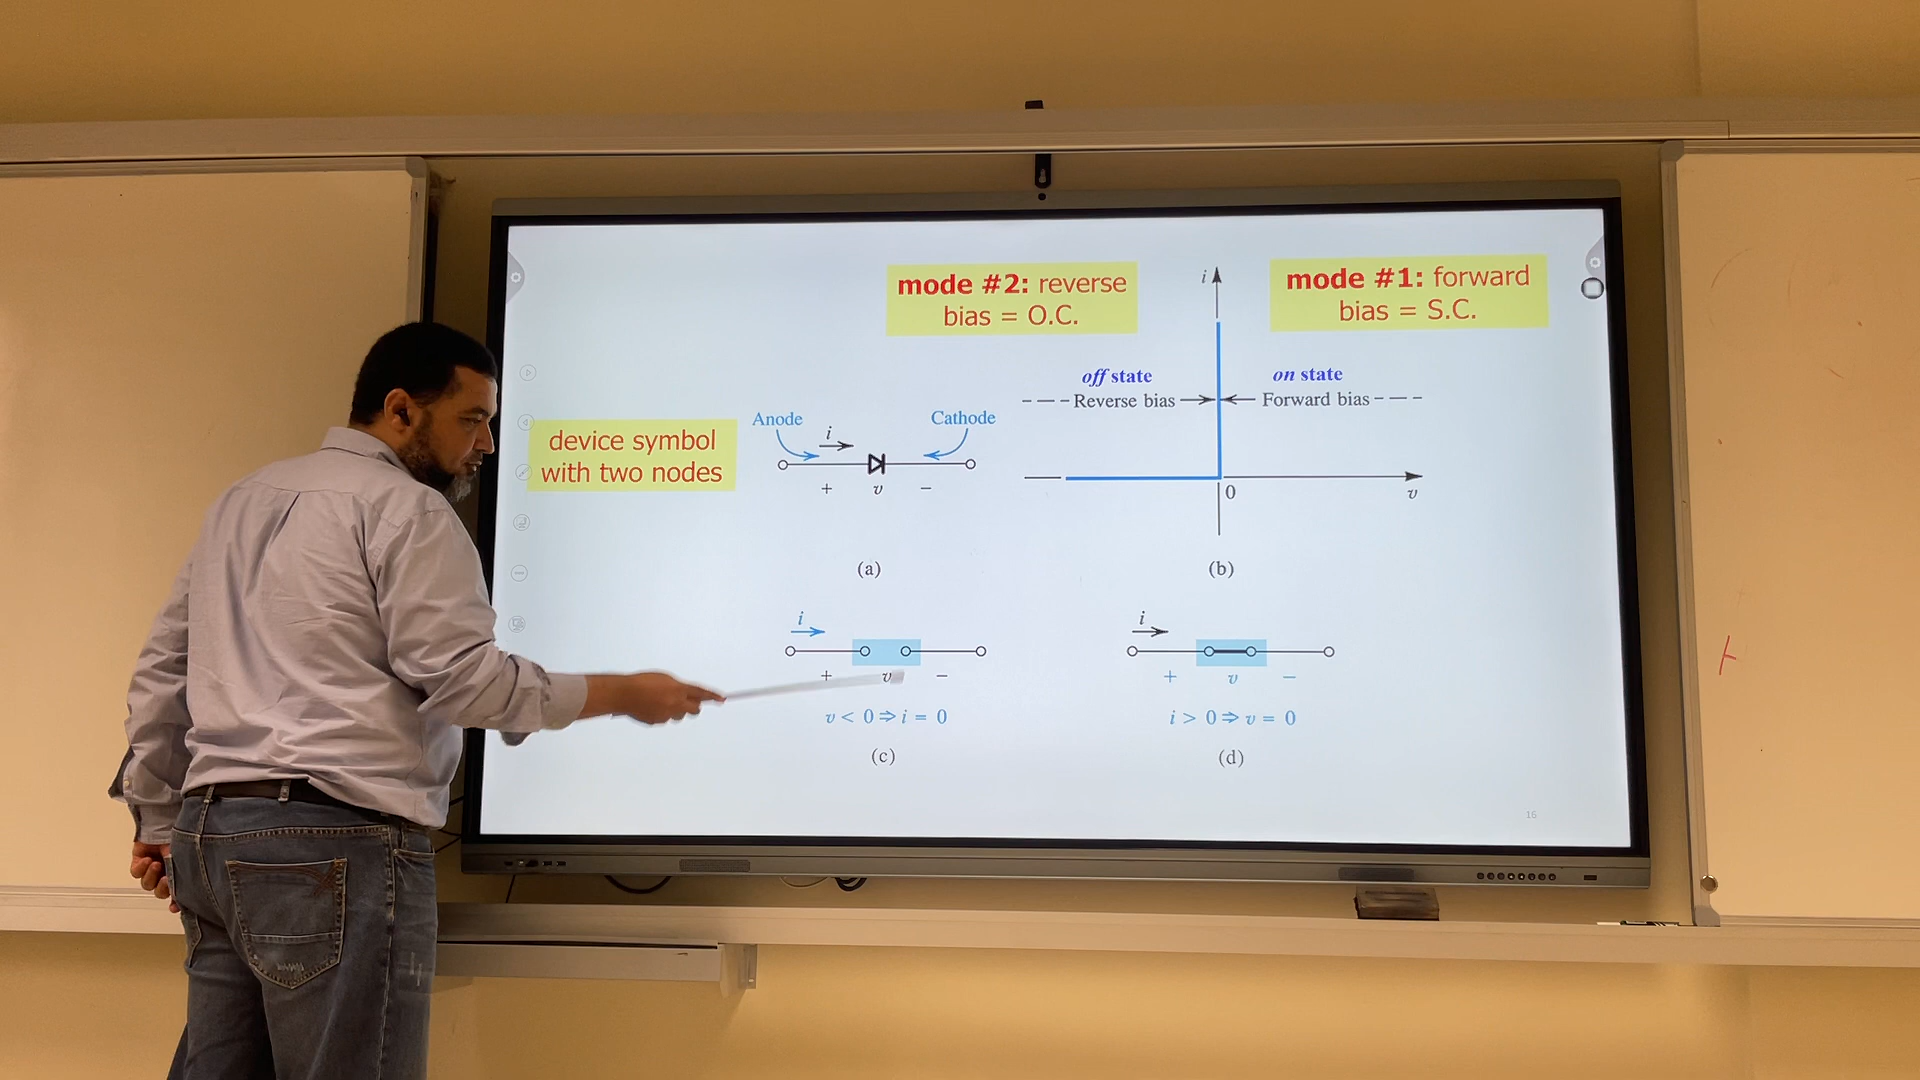 mode #2: reverse
bias = O.C.
i
mode #1: forward
bias = S.C.
off state
on state
Reverse bias
Forward bias
device symbol
with two nodes
Anode
i
Cathode
+ v −
0
v
(a)
(b)
i
+ v −
v < 0 ⇒ i = 0
(c)
i
+ v −
i > 0 ⇒ v = 0
(d)
16